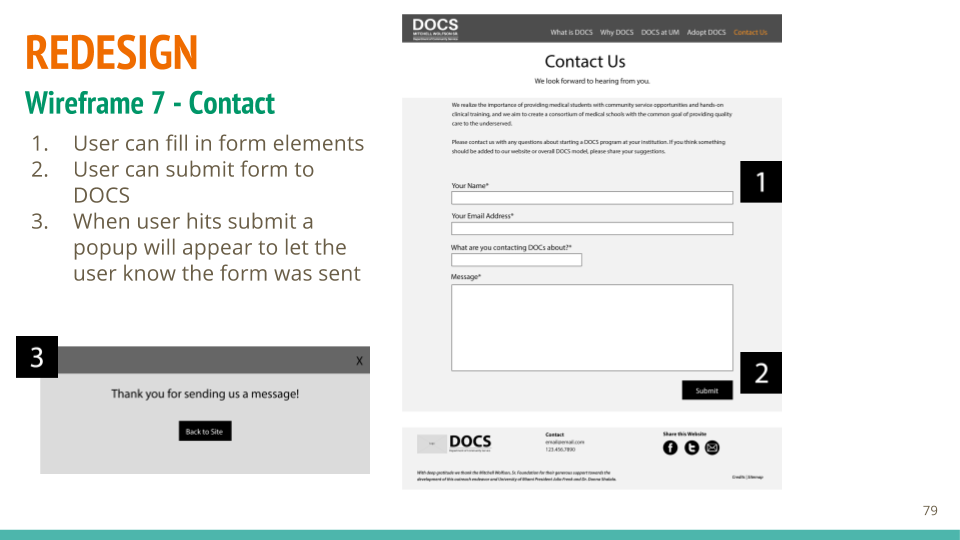 REDESIGN
Wireframe 7 - Contact
1. User can fill in form elements
2. User can submit form to
DOCS
3. When user hits submit a
popup will appear to let the
user know the form was sent
3
X
Thank you for sending us a message!
Back to Site
DOCS
MITCHELL WOLFSON SR
Department of Community Service
What is DOCS Why DOCS DOCS at UM Adopt DOCS Contact Us
Contact Us
We look forward to hearing from you.
We realize the importance of providing medical students with community service opportunities and hands-on
clinical training, and we aim to create a consortium of medical schools with the common goal of providing quality
care to the underserved.
Please contact us with any questions about starting a DOCS program at your institution. If you think something
should be added to our website or overall DOCS model, please share your suggestions.
1
Your Name*
Your Email Address*
What are you contacting DOCs about?*
Message*
2
Submit
DOCS
Contact
email@email.com
123.456.7890
Share this Website
With deep gratitude we thank the Mitchell Wolfson, Sr. Foundation for their generous support towards the
development of this outreach endeavor and University of Miami President Julio Frenk and Dr. Donna Shalala.
Credits | Sitemap
79